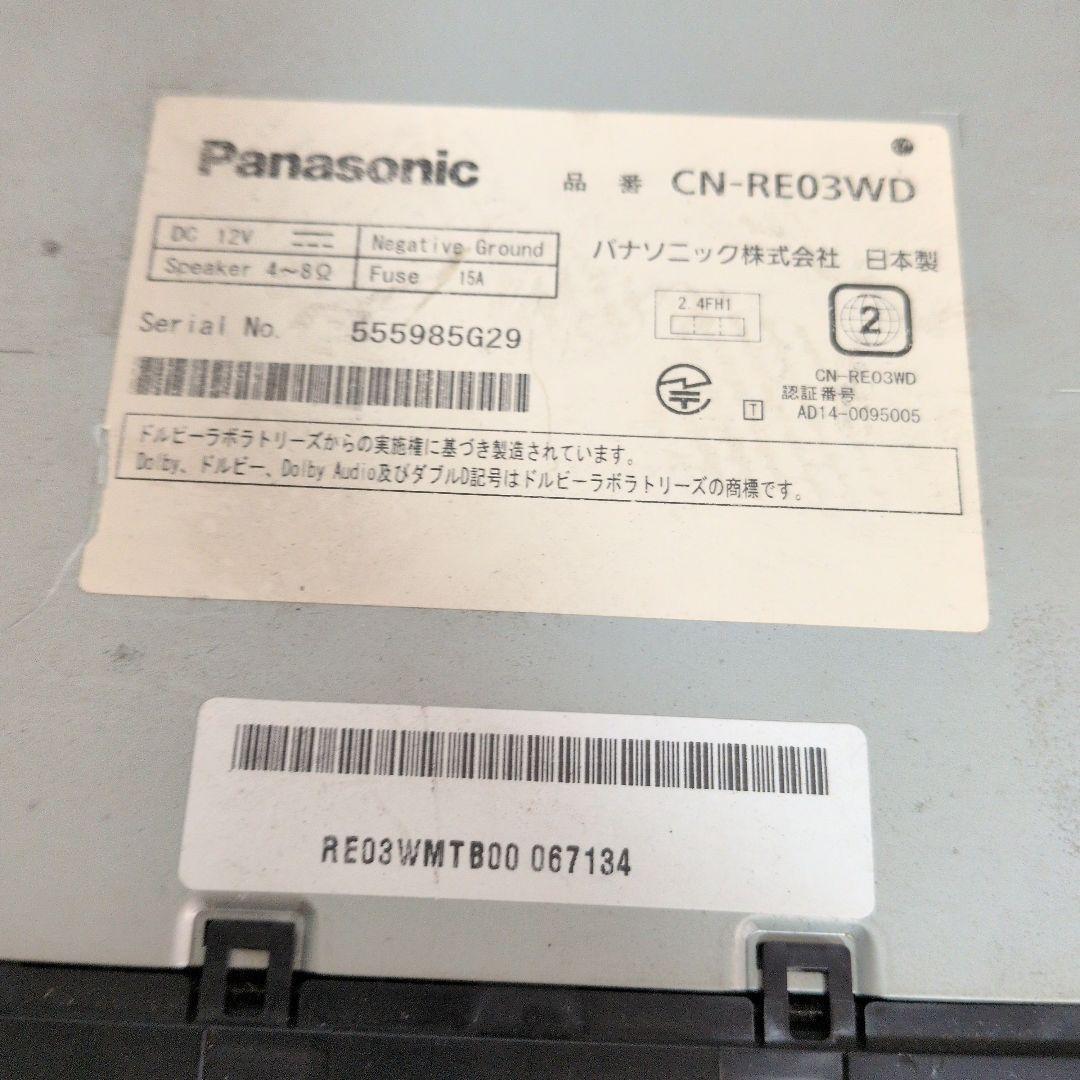 Panasonic
品 番 CN-RE03WD
DC 12V
Negative Ground
Speaker 4～8Ω
Fuse 15A
パナソニック株式会社 日本製
2.4FH1
2
Serial No. 555985G29
CN-RE03WD
認証番号
T
AD14-0095005
ドルビーラボラトリーズからの実施権に基づき製造されています。
Dolby、ドルビー、Dolby Audio及びダブルD記号はドルビーラボラトリーズの商標です。
RE03WMTB00 067134